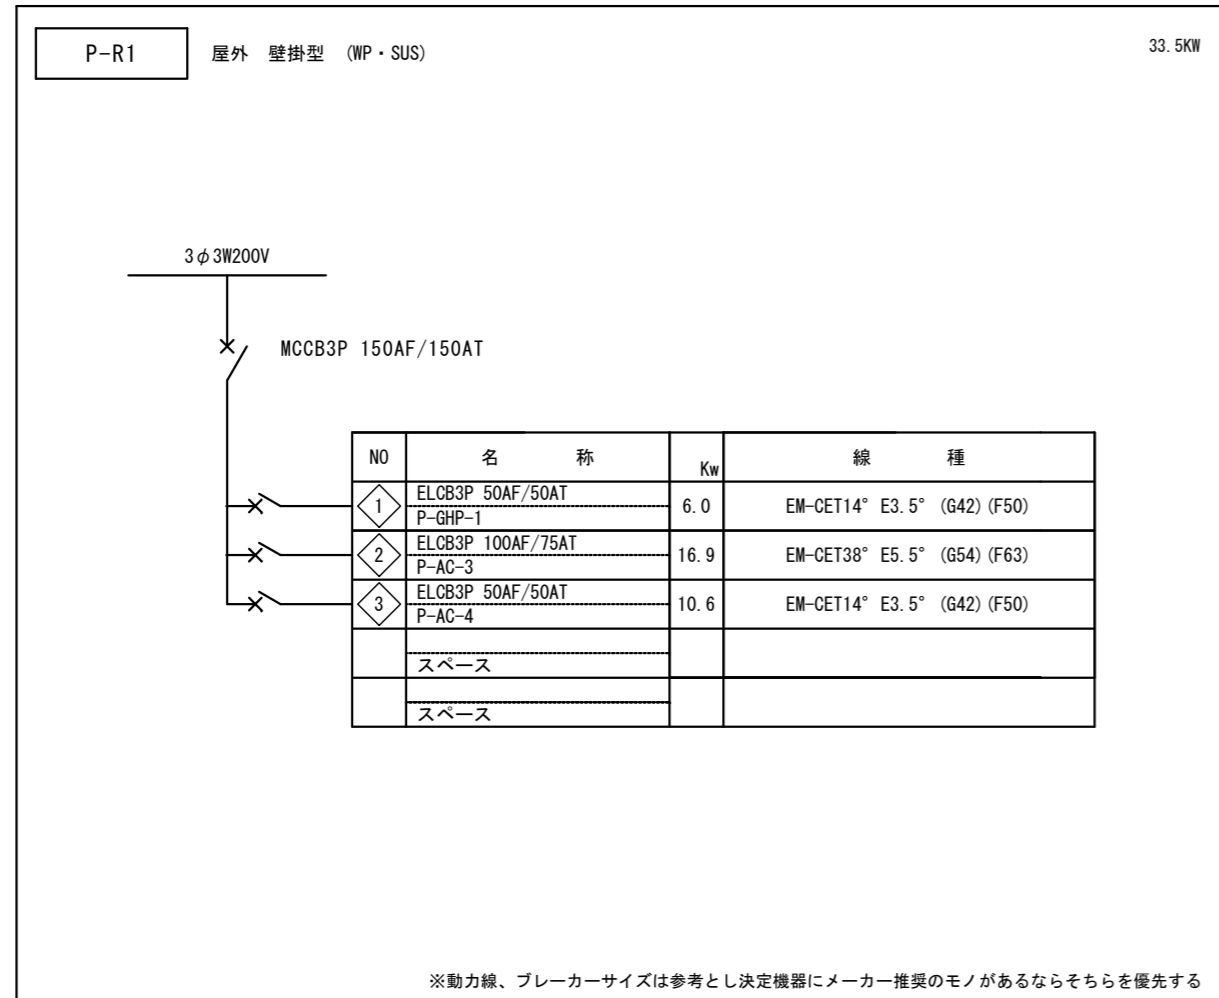 P-R1 屋外 壁掛型 (WP・SUS) 33.5KW
3φ3W200V
MCCB3P 150AF/150AT
NO 名称 Kw 線種
1 ELCB3P 50AF/50AT
P-GHP-1 6.0 EM-CET14° E3.5° (G42)(F50)
2 ELCB3P 100AF/75AT
P-AC-3 16.9 EM-CET38° E5.5° (G54)(F63)
3 ELCB3P 50AF/50AT
P-AC-4 10.6 EM-CET14° E3.5° (G42)(F50)
スペース
スペース
※動力線、ブレーカーサイズは参考とし決定機器にメーカー推奨のモノがあるならそちらを優先する